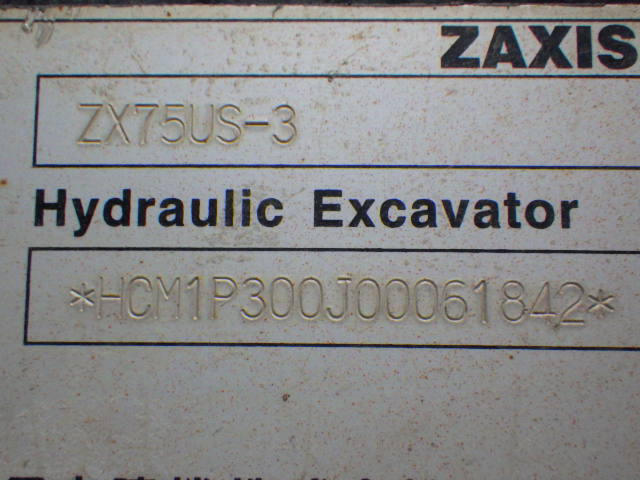 ZAXIS
ZX75US-3
Hydraulic Excavator
*HCM1P300J00061842*